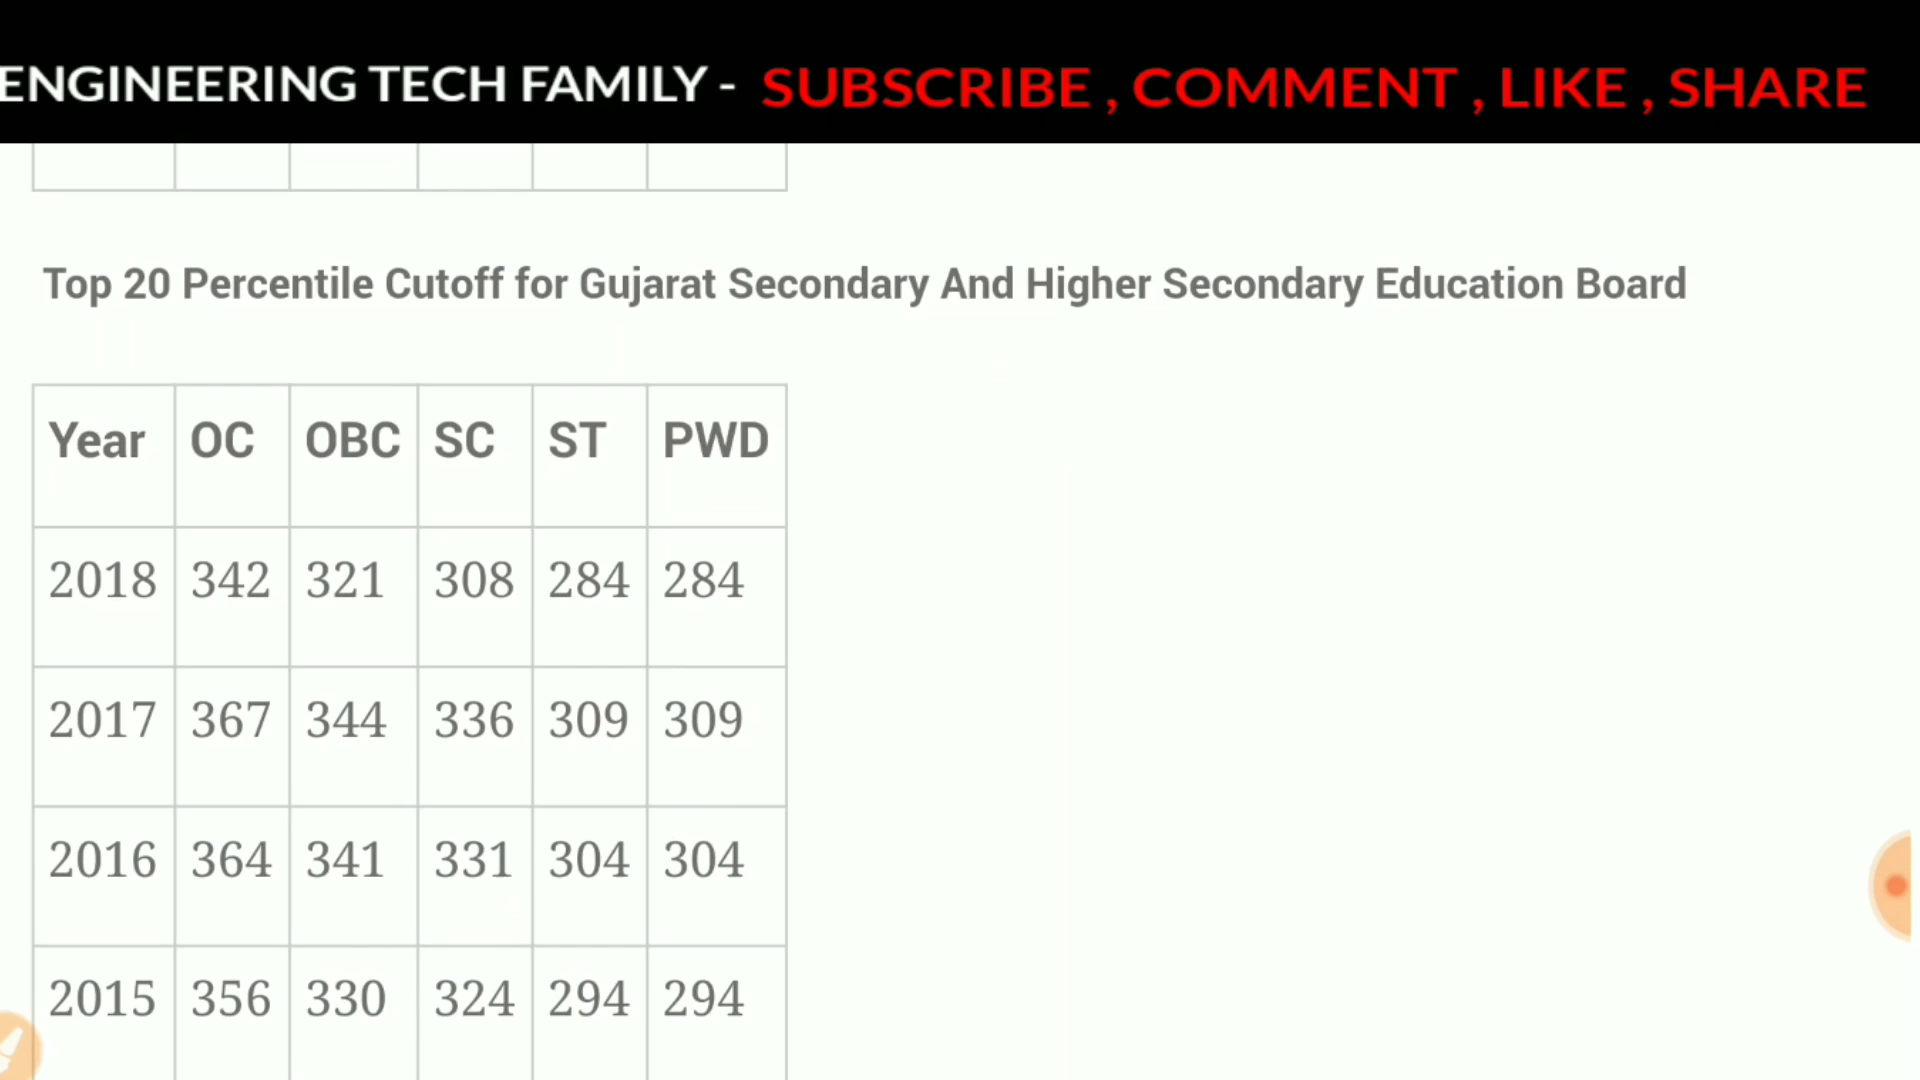 ENGINEERING TECH FAMILY - SUBSCRIBE , COMMENT , LIKE , SHARE
Top 20 Percentile Cutoff for Gujarat Secondary And Higher Secondary Education Board
Year OC OBC SC ST PWD
2018 342 321 308 284 284
2017 367 344 336 309 309
2016 364 341 331 304 304
2015 356 330 324 294 294